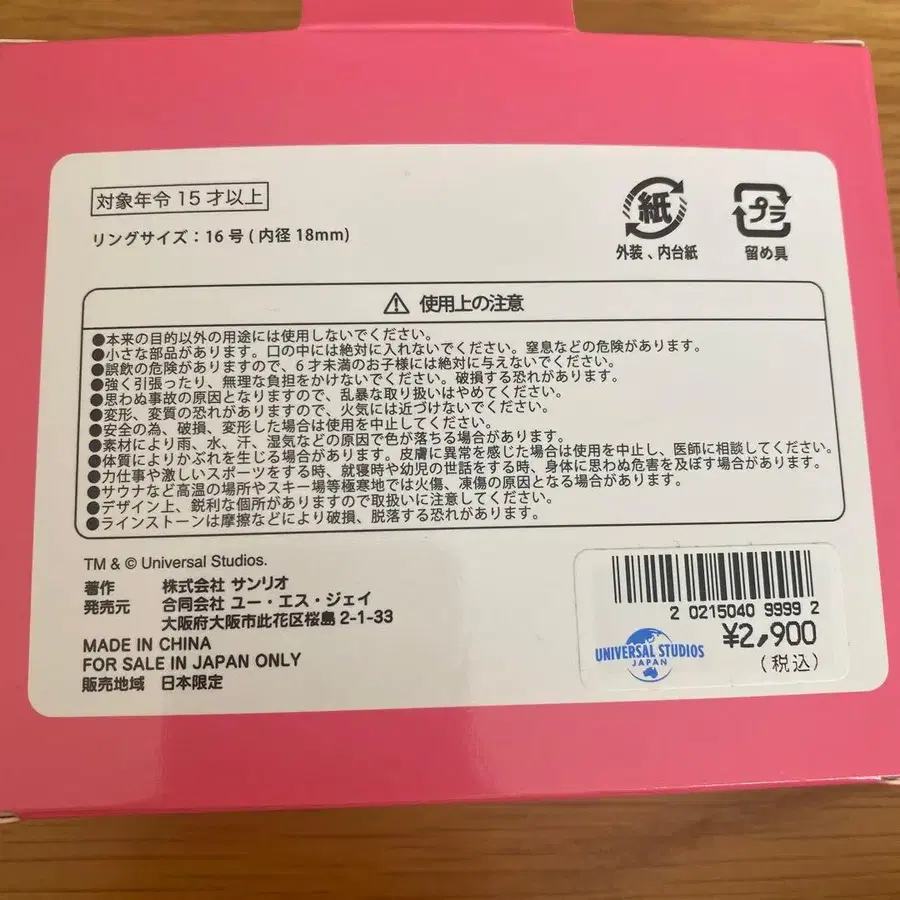 対象年令 15 才以上
リングサイズ：16 号 ( 内径 18mm)
紙
外装 、内台紙
プラ
留め具
使用上の注意
●本来の目的以外の用途には使用しないでください。
●小さな部品があります。口の中には絶対に入れないでください。窒息などの危険があります。
●誤飲の危険がありますので、6 才未満のお子様には絶対に与えないでください。
●強く引張ったり、無理な負担をかけないでください。破損する恐れがあります。
●思わぬ事故の原因となりますので、乱暴な取り扱いはやめてください。
●変形、変質の恐れがありますので、火気には近づけないでください。
●安全の為、破損、変形した場合は使用を中止してください。
●素材により雨、水、汗、湿気などの原因で色が落ちる場合があります。
●体質によりかぶれを生じる場合があります。皮膚に異常を感じた場合は使用を中止し、医師に相談してください。
●力仕事や激しいスポーツをする時、就寝時や幼児の世話をする時、身体に思わぬ危害を及ぼす場合があります。
●サウナなど高温の場所やスキー場等極寒地では火傷、凍傷の原因となる場合があります。
●デザイン上、鋭利な個所がありますので取扱いに注意してください。
●ラインストーンは摩擦などにより破損、脱落する恐れがあります。
TM & © Universal Studios.
著作 株式会社 サンリオ
発売元 合同会社 ユー・エス・ジェイ
大阪府大阪市此花区桜島 2-1-33
MADE IN CHINA
FOR SALE IN JAPAN ONLY
販売地域 日本限定
2 0215040 9999 2
¥2,900
(税込)
UNIVERSAL STUDIOS
JAPAN